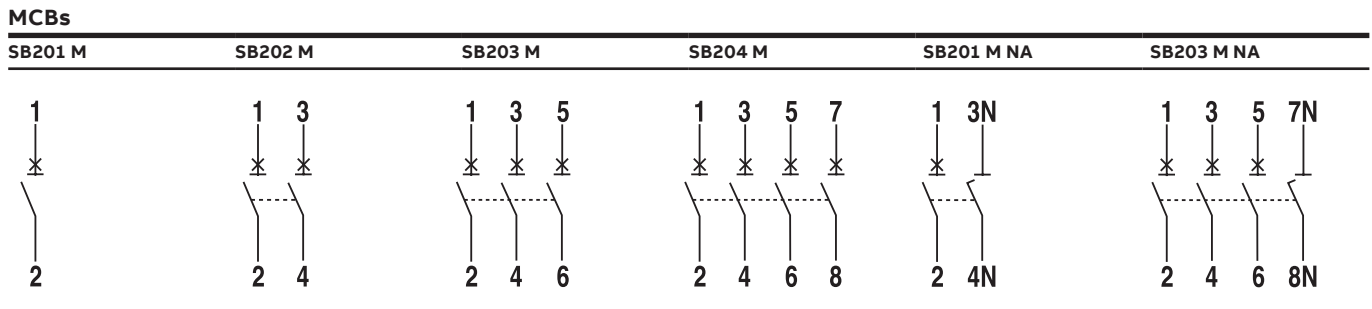 MCBs
SB201 M SB202 M SB203 M SB204 M SB201 M NA SB203 M NA
1 1 3 1 3 5 1 3 5 7 1 3N 1 3 5 7N
2 2 4 2 4 6 2 4 6 8 2 4N 2 4 6 8N